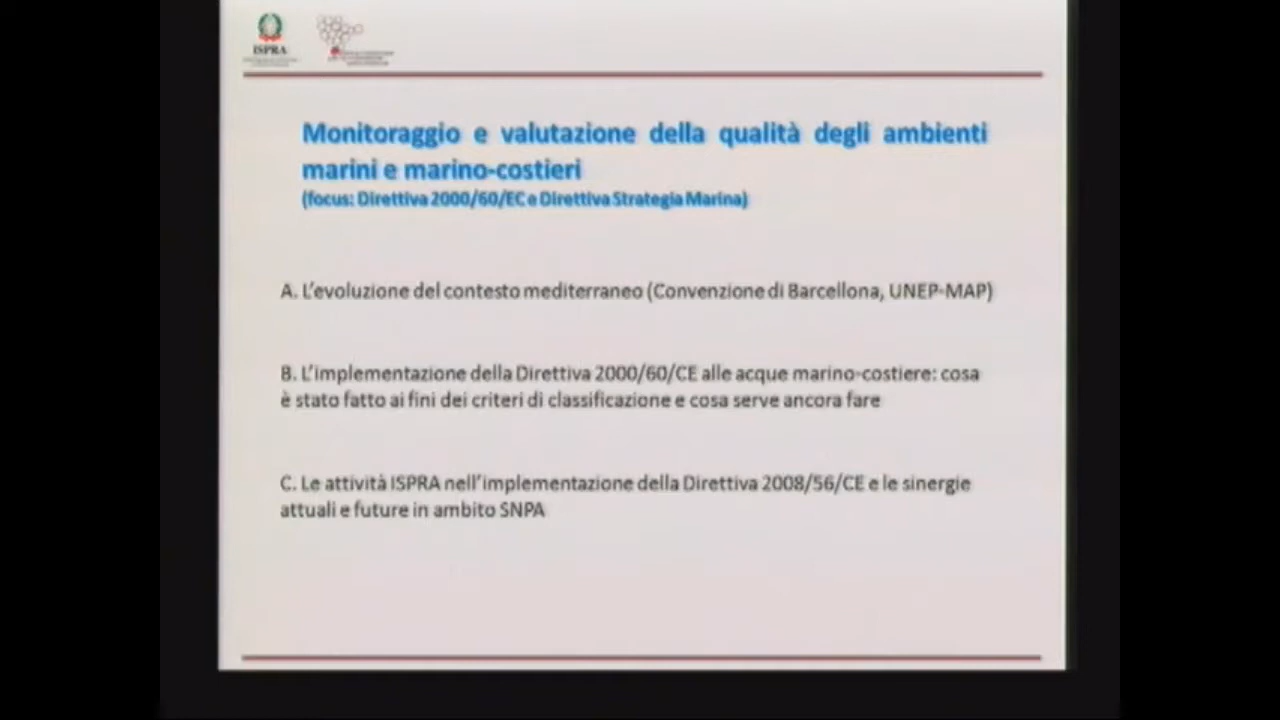 ISPRA
Monitoraggio e valutazione della qualità degli ambienti
marini e marino-costieri
(focus: Direttiva 2000/60/EC e Direttiva Strategia Marina)
A. L'evoluzione del contesto mediterraneo (Convenzione di Barcellona, UNEP-MAP)
B. L'implementazione della Direttiva 2000/60/CE alle acque marino-costiere: cosa
è stato fatto ai fini dei criteri di classificazione e cosa serve ancora fare
C. Le attività ISPRA nell'implementazione della Direttiva 2008/56/CE e le sinergie
attuali e future in ambito SNPA